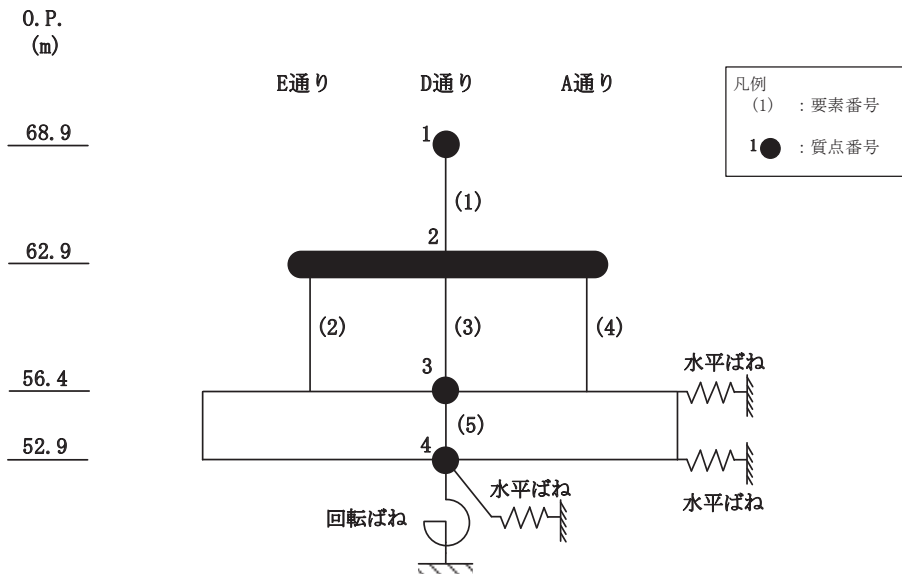 O.P.
(m)
E通り
D通り
A通り
凡例
(1) ：要素番号
1 ：質点番号
68.9
1
(1)
2
62.9
(2)
(3)
(4)
3
水平ばね
56.4
(5)
4
52.9
水平ばね
水平ばね
回転ばね